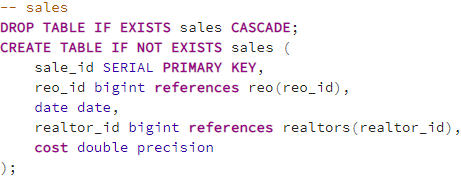 -- sales
DROP TABLE IF EXISTS sales CASCADE;
CREATE TABLE IF NOT EXISTS sales (
    sale_id SERIAL PRIMARY KEY,
    reo_id bigint references reo(reo_id),
    date date,
    realtor_id bigint references realtors(realtor_id),
    cost double precision
);